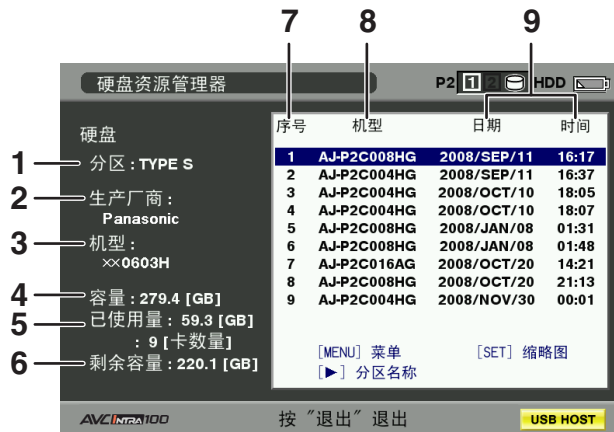 7 8 9
硬盘资源管理器 P2 1 2 HDD
硬盘
1 分区:TYPE S
2 生产厂商:
Panasonic
3 机型:
××0603H
4 容量:279.4 [GB]
5 已使用量: 59.3 [GB]
: 9 [卡数量]
6 剩余容量:220.1 [GB]
序号 机型 日期 时间
1 AJ-P2C008HG 2008/SEP/11 16:17
2 AJ-P2C004HG 2008/SEP/11 16:37
3 AJ-P2C004HG 2008/OCT/10 18:05
4 AJ-P2C004HG 2008/OCT/10 18:07
5 AJ-P2C008HG 2008/JAN/08 01:31
6 AJ-P2C008HG 2008/JAN/08 01:48
7 AJ-P2C016AG 2008/OCT/20 14:21
8 AJ-P2C008HG 2008/OCT/20 21:13
9 AJ-P2C004HG 2008/NOV/30 00:01
[MENU] 菜单 [SET] 缩略图
[▶] 分区名称
AVC INTRA 100 按 〞退出〞 退出 USB HOST